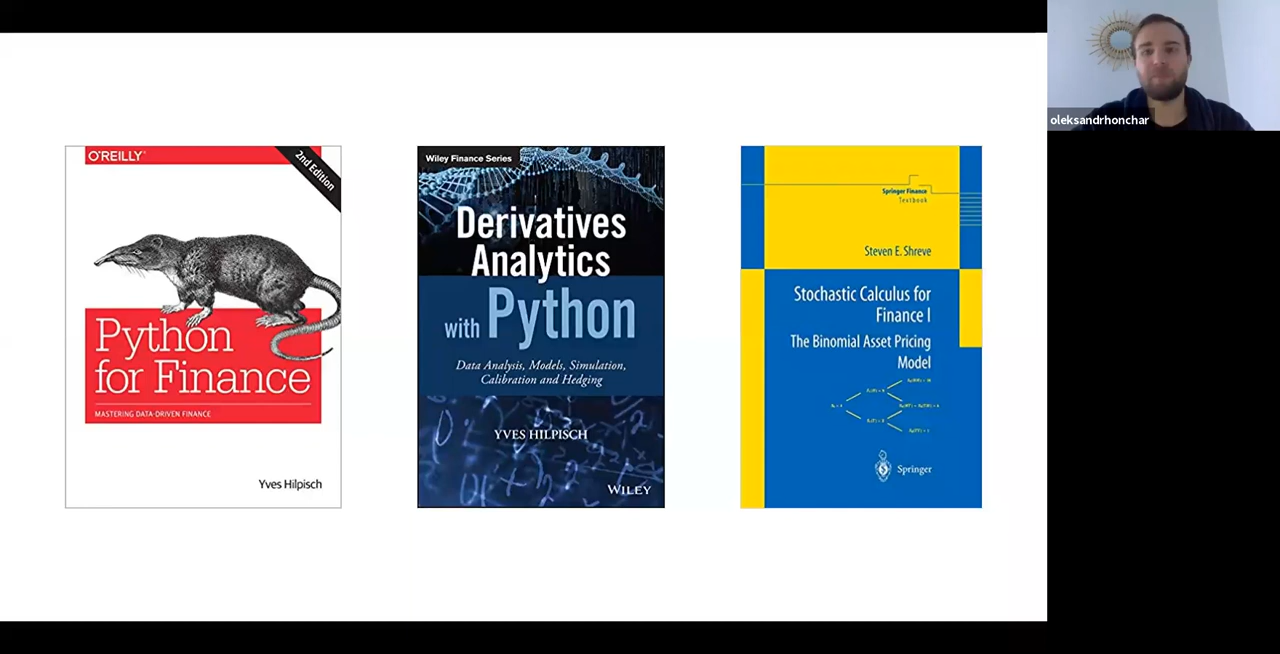 O'REILLY®
2nd Edition
Python
for Finance
MASTERING DATA-DRIVEN FINANCE
Yves Hilpisch
Wiley Finance Series
Derivatives
Analytics
with Python
Data Analysis, Models, Simulation,
Calibration and Hedging
YVES HILPISCH
WILEY
Springer Finance
Textbook
Steven E. Shreve
Stochastic Calculus for
Finance I
The Binomial Asset Pricing
Model
Springer
oleksandrhonchar